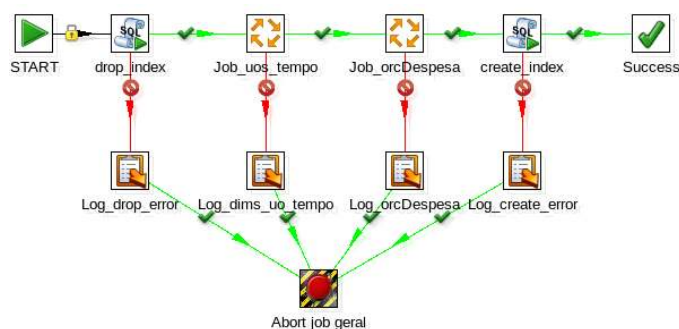 SQL
SQL
START
drop_index
Job_uos_tempo
Job_orcDespesa
create_index
Success
Log_drop_error
Log_dims_uo_tempo
Log_orcDespesa
Log_create_error
Abort job geral